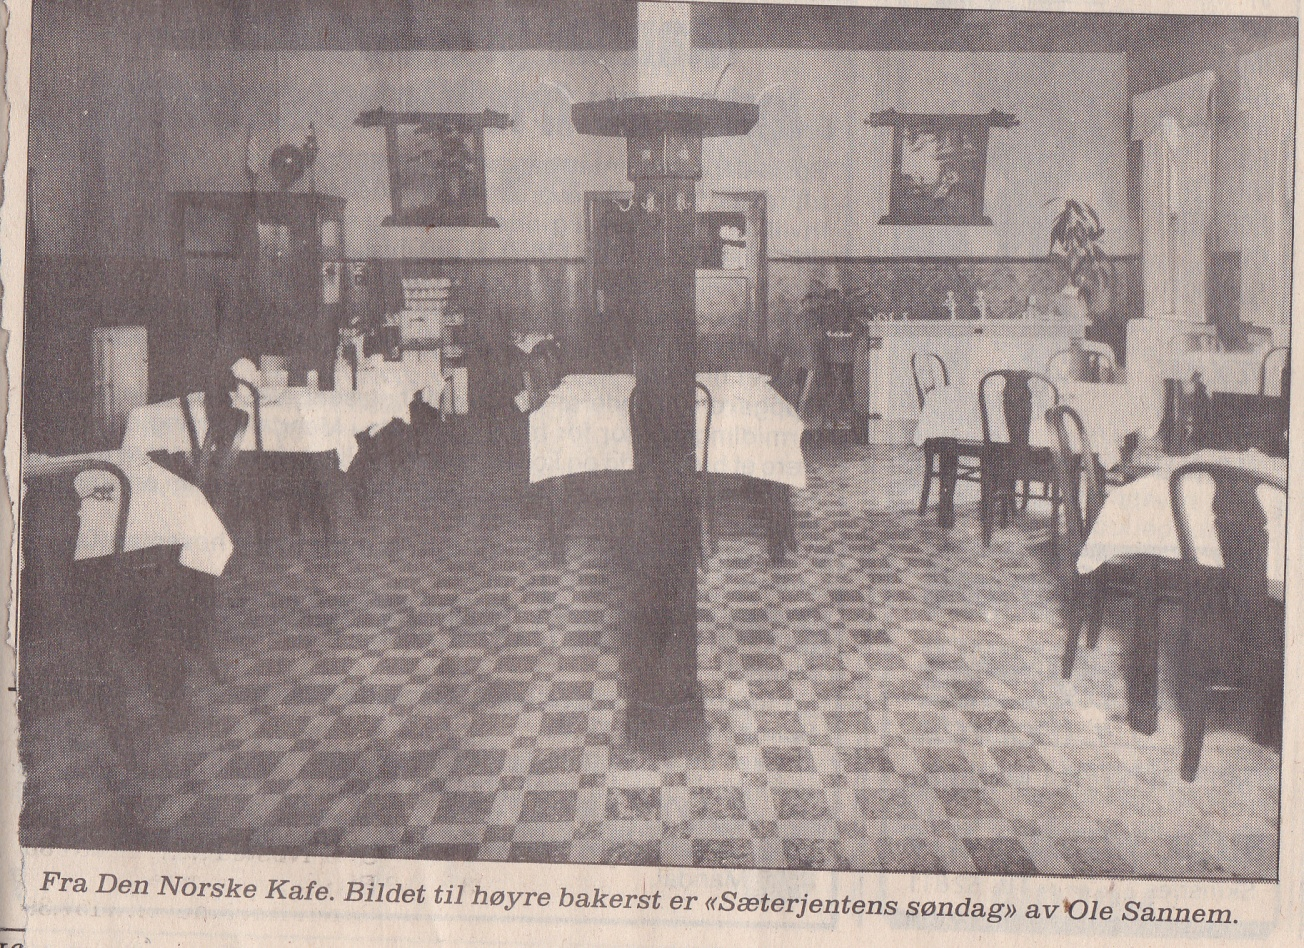 Fra Den Norske Kafe. Bildet til høyre bakerst er «Sæterjentens søndag» av Ole Sannem.